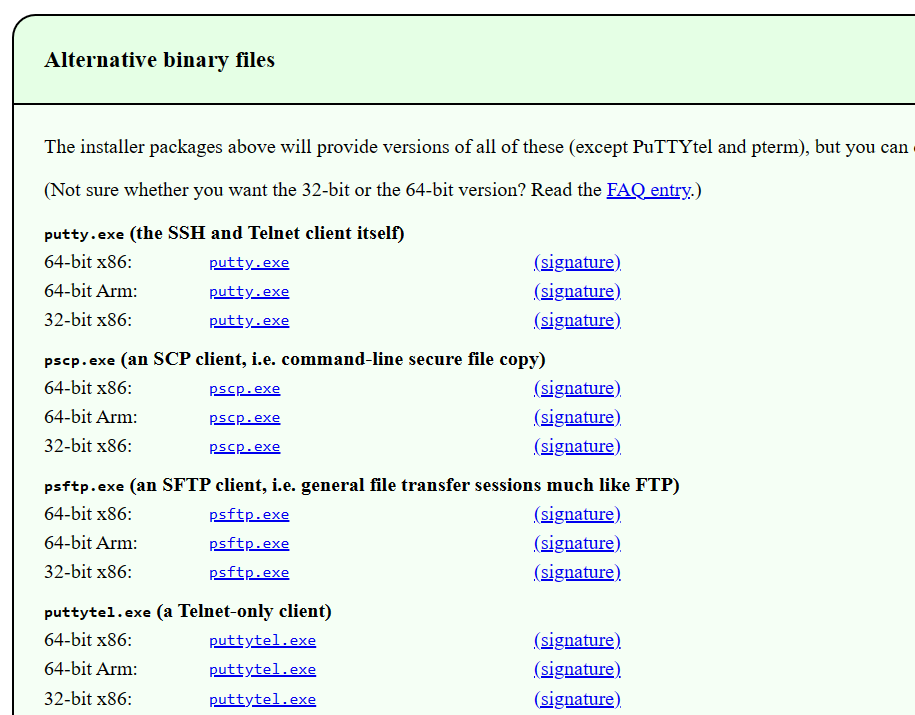 Alternative binary files
The installer packages above will provide versions of all of these (except PuTTYtel and pterm), but you can
(Not sure whether you want the 32-bit or the 64-bit version? Read the FAQ entry.)
putty.exe (the SSH and Telnet client itself)
64-bit x86: putty.exe (signature)
64-bit Arm: putty.exe (signature)
32-bit x86: putty.exe (signature)
pscp.exe (an SCP client, i.e. command-line secure file copy)
64-bit x86: pscp.exe (signature)
64-bit Arm: pscp.exe (signature)
32-bit x86: pscp.exe (signature)
psftp.exe (an SFTP client, i.e. general file transfer sessions much like FTP)
64-bit x86: psftp.exe (signature)
64-bit Arm: psftp.exe (signature)
32-bit x86: psftp.exe (signature)
puttytel.exe (a Telnet-only client)
64-bit x86: puttytel.exe (signature)
64-bit Arm: puttytel.exe (signature)
32-bit x86: puttytel.exe (signature)